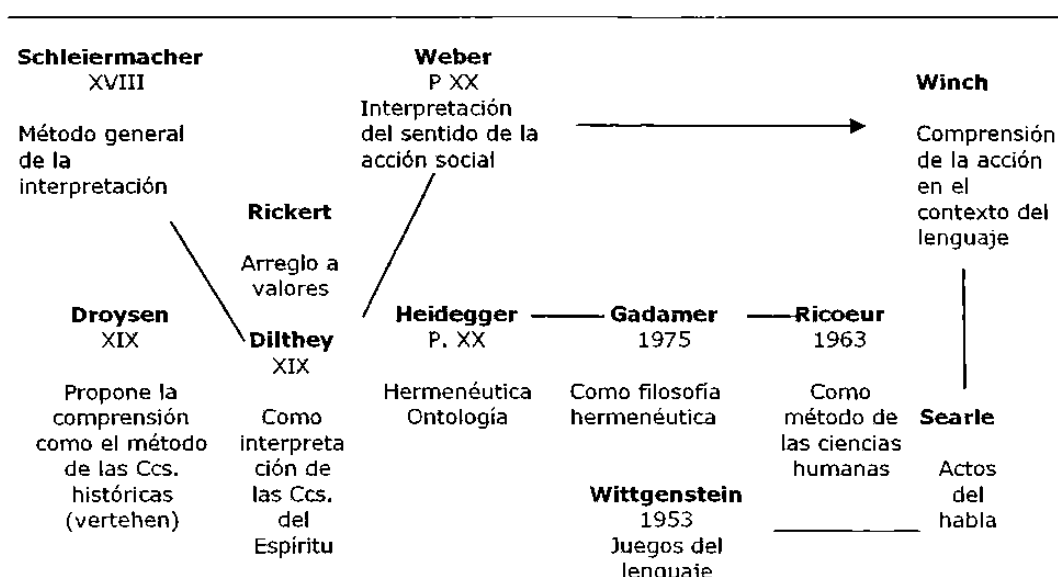 Schleiermacher
XVIII
Método general
de la
interpretación
Weber
P XX
Interpretación
del sentido de la
acción social
Winch
Comprensión
de la acción
en el
contexto del
lenguaje
Rickert
Arreglo a
valores
Droysen
XIX
Propone la
comprensión
como el método
de las Ccs.
históricas
(vertehen)
Dilthey
XIX
Como
interpreta
ción de
las Ccs.
del
Espíritu
Heidegger
P. XX
Hermenéutica
Ontología
Gadamer
1975
Como filosofía
hermenéutica
Ricoeur
1963
Como
método de
las ciencias
humanas
Searle
Actos
del
habla
Wittgenstein
1953
Juegos del
lenguaje